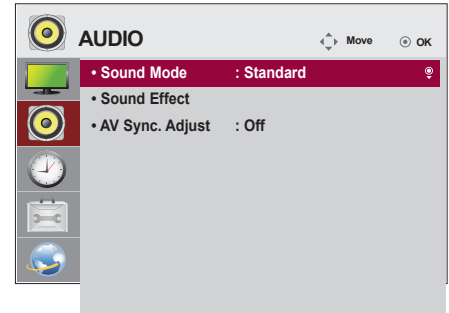 AUDIO Move OK
• Sound Mode : Standard
• Sound Effect
• AV Sync. Adjust : Off